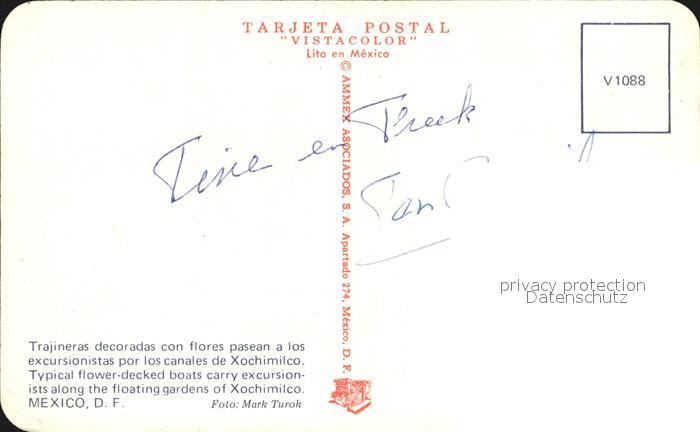 TARJETA POSTAL
"VISTACOLOR"
Lito en México
V1088
© AMMEX ASOCIADOS, S. A. Apartado 274, México, D. F.
Tine en
privacy protection
Datenschutz
Trajineras decoradas con flores pasean a los
excursionistas por los canales de Xochimilco.
Typical flower-decked boats carry excursion-
ists along the floating gardens of Xochimilco.
MEXICO, D. F.
Foto: Mark Turok